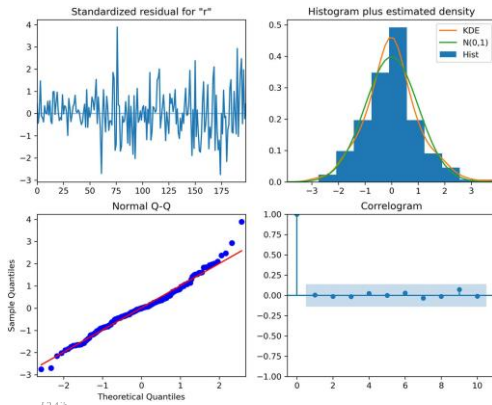 Standardized residual for "r"
4
3
2
1
0
−1
−2
−3
0 25 50 75 100 125 150 175
Histogram plus estimated density
KDE
N(0,1)
Hist
0.5
0.4
0.3
0.2
0.1
0.0
−3 −2 −1 0 1 2 3
Normal Q-Q
Sample Quantiles
4
3
2
1
0
−1
−2
−3
−2 −1 0 1 2
Theoretical Quantiles
Correlogram
1.00
0.75
0.50
0.25
0.00
−0.25
−0.50
−0.75
−1.00
0 2 4 6 8 10